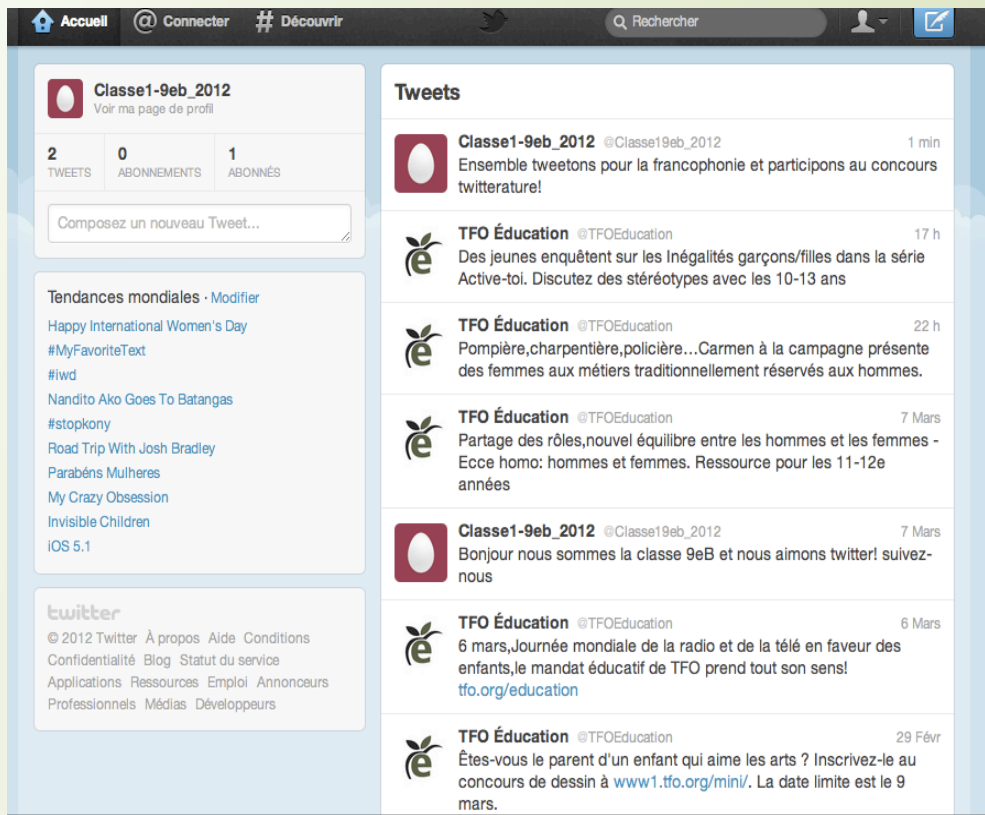 Accueil @ Connecter # Découvrir Rechercher
Classe1-9eb_2012
Voir ma page de profil
2 0 1
TWEETS ABONNEMENTS ABONNÉS
Composez un nouveau Tweet...
Tendances mondiales · Modifier
Happy International Women's Day
#MyFavoriteText
#iwd
Nandito Ako Goes To Batangas
#stopkony
Road Trip With Josh Bradley
Parabéns Mulheres
My Crazy Obsession
Invisible Children
iOS 5.1
twitter
© 2012 Twitter À propos Aide Conditions
Confidentialité Blog Statut du service
Applications Ressources Emploi Annonceurs
Professionnels Médias Développeurs
Tweets
Classe1-9eb_2012 @Classe19eb_2012 1 min
Ensemble tweetons pour la francophonie et participons au concours
twitterature!
TFO Éducation @TFOEducation 17 h
Des jeunes enquêtent sur les Inégalités garçons/filles dans la série
Active-toi. Discutez des stéréotypes avec les 10-13 ans
TFO Éducation @TFOEducation 22 h
Pompière,charpentière,policière...Carmen à la campagne présente
des femmes aux métiers traditionnellement réservés aux hommes.
TFO Éducation @TFOEducation 7 Mars
Partage des rôles,nouvel équilibre entre les hommes et les femmes -
Ecce homo: hommes et femmes. Ressource pour les 11-12e
années
Classe1-9eb_2012 @Classe19eb_2012 7 Mars
Bonjour nous sommes la classe 9eB et nous aimons twitter! suivez-
nous
TFO Éducation @TFOEducation 6 Mars
6 mars,Journée mondiale de la radio et de la télé en faveur des
enfants,le mandat éducatif de TFO prend tout son sens!
tfo.org/education
TFO Éducation @TFOEducation 29 Févr
Êtes-vous le parent d'un enfant qui aime les arts ? Inscrivez-le au
concours de dessin à www1.tfo.org/mini/. La date limite est le 9
mars.